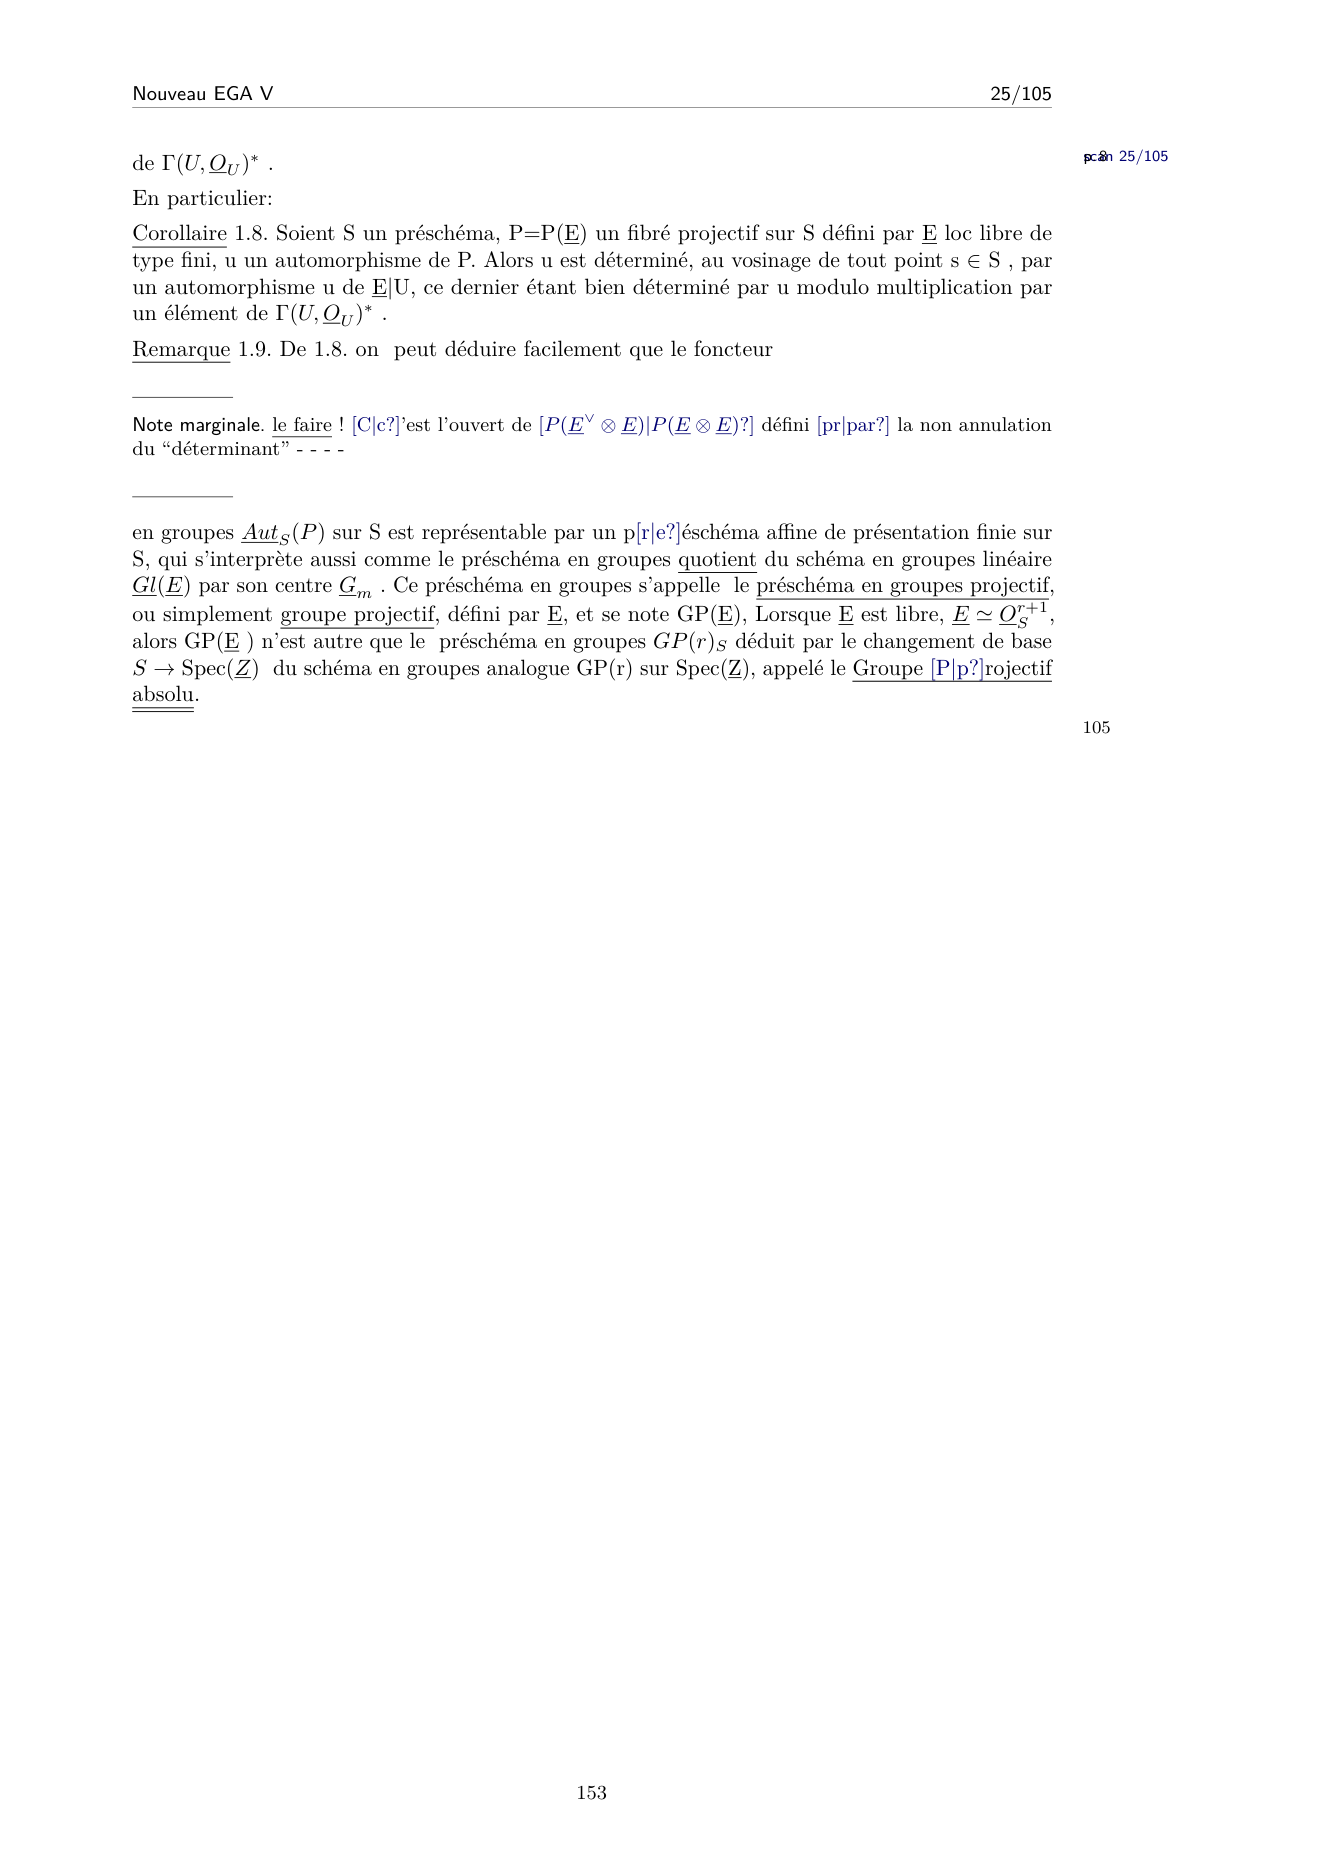 Nouveau EGA V 25/105
de Γ(U, O_U)* .
scan 25/105
En particulier:
Corollaire 1.8. Soient S un préschéma, P=P(E) un fibré projectif sur S défini par E loc libre de
type fini, u un automorphisme de P. Alors u est déterminé, au vosinage de tout point s ∈ S , par
un automorphisme u de E|U, ce dernier étant bien déterminé par u modulo multiplication par
un élément de Γ(U, O_U)* .
Remarque 1.9. De 1.8. on peut déduire facilement que le foncteur
Note marginale. le faire ! [C|c?]'est l'ouvert de [P(E^∨ ⊗ E)|P(E ⊗ E)?] défini [pr|par?] la non annulation
du “déterminant” - - - -
en groupes Aut_S(P) sur S est représentable par un p[r|e?]éschéma affine de présentation finie sur
S, qui s'interprète aussi comme le préschéma en groupes quotient du schéma en groupes linéaire
Gl(E) par son centre G_m . Ce préschéma en groupes s'appelle le préschéma en groupes projectif,
ou simplement groupe projectif, défini par E, et se note GP(E), Lorsque E est libre, E ≃ O_S^{r+1},
alors GP(E ) n'est autre que le préschéma en groupes GP(r)_S déduit par le changement de base
S → Spec(Z) du schéma en groupes analogue GP(r) sur Spec(Z), appelé le Groupe [P|p?]rojectif
absolu.
105
153